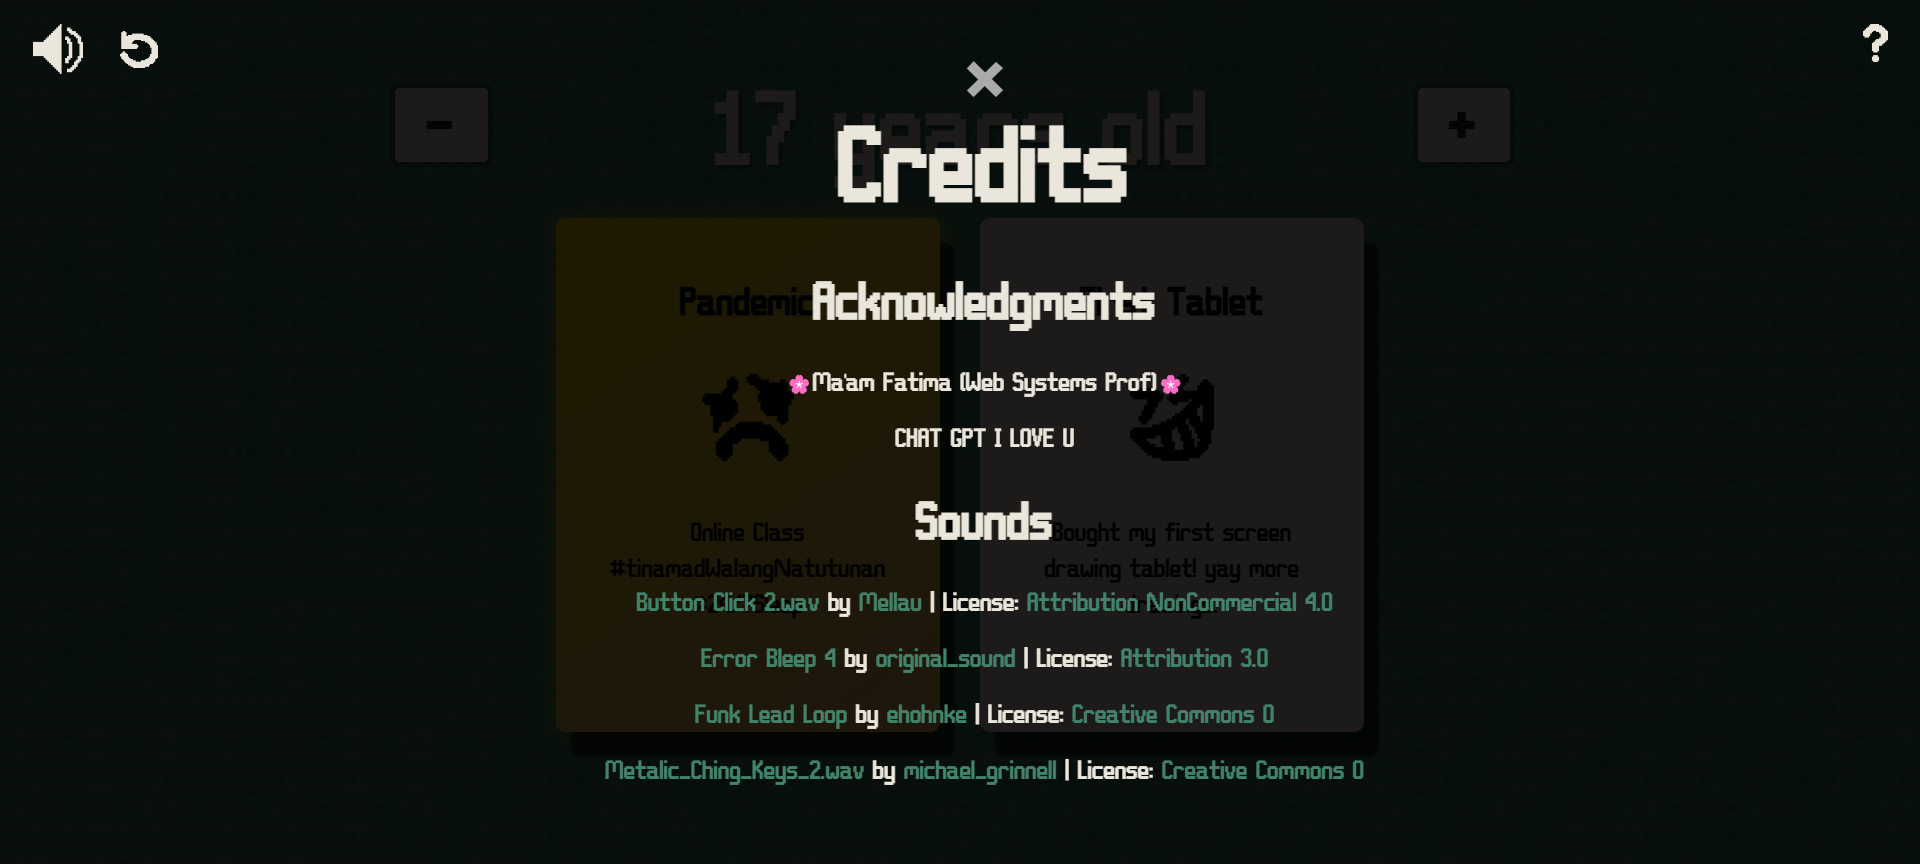 ?
17 years old
-
+
Credits
Pandemic
Tablet
Acknowledgments
🌸Ma'am Fatima (Web Systems Prof)🌸
CHAT GPT I LOVE U
Sounds
Online Class
#tinamadWalangNatutunan
Bought my first screen
drawing tablet! yay more
Button Click 2.wav by Mellau | License: Attribution NonCommercial 4.0
Error Bleep 4 by original_sound | License: Attribution 3.0
Funk Lead Loop by ehohnke | License: Creative Commons 0
Metalic_Ching_Keys_2.wav by michael_grinnell | License: Creative Commons 0